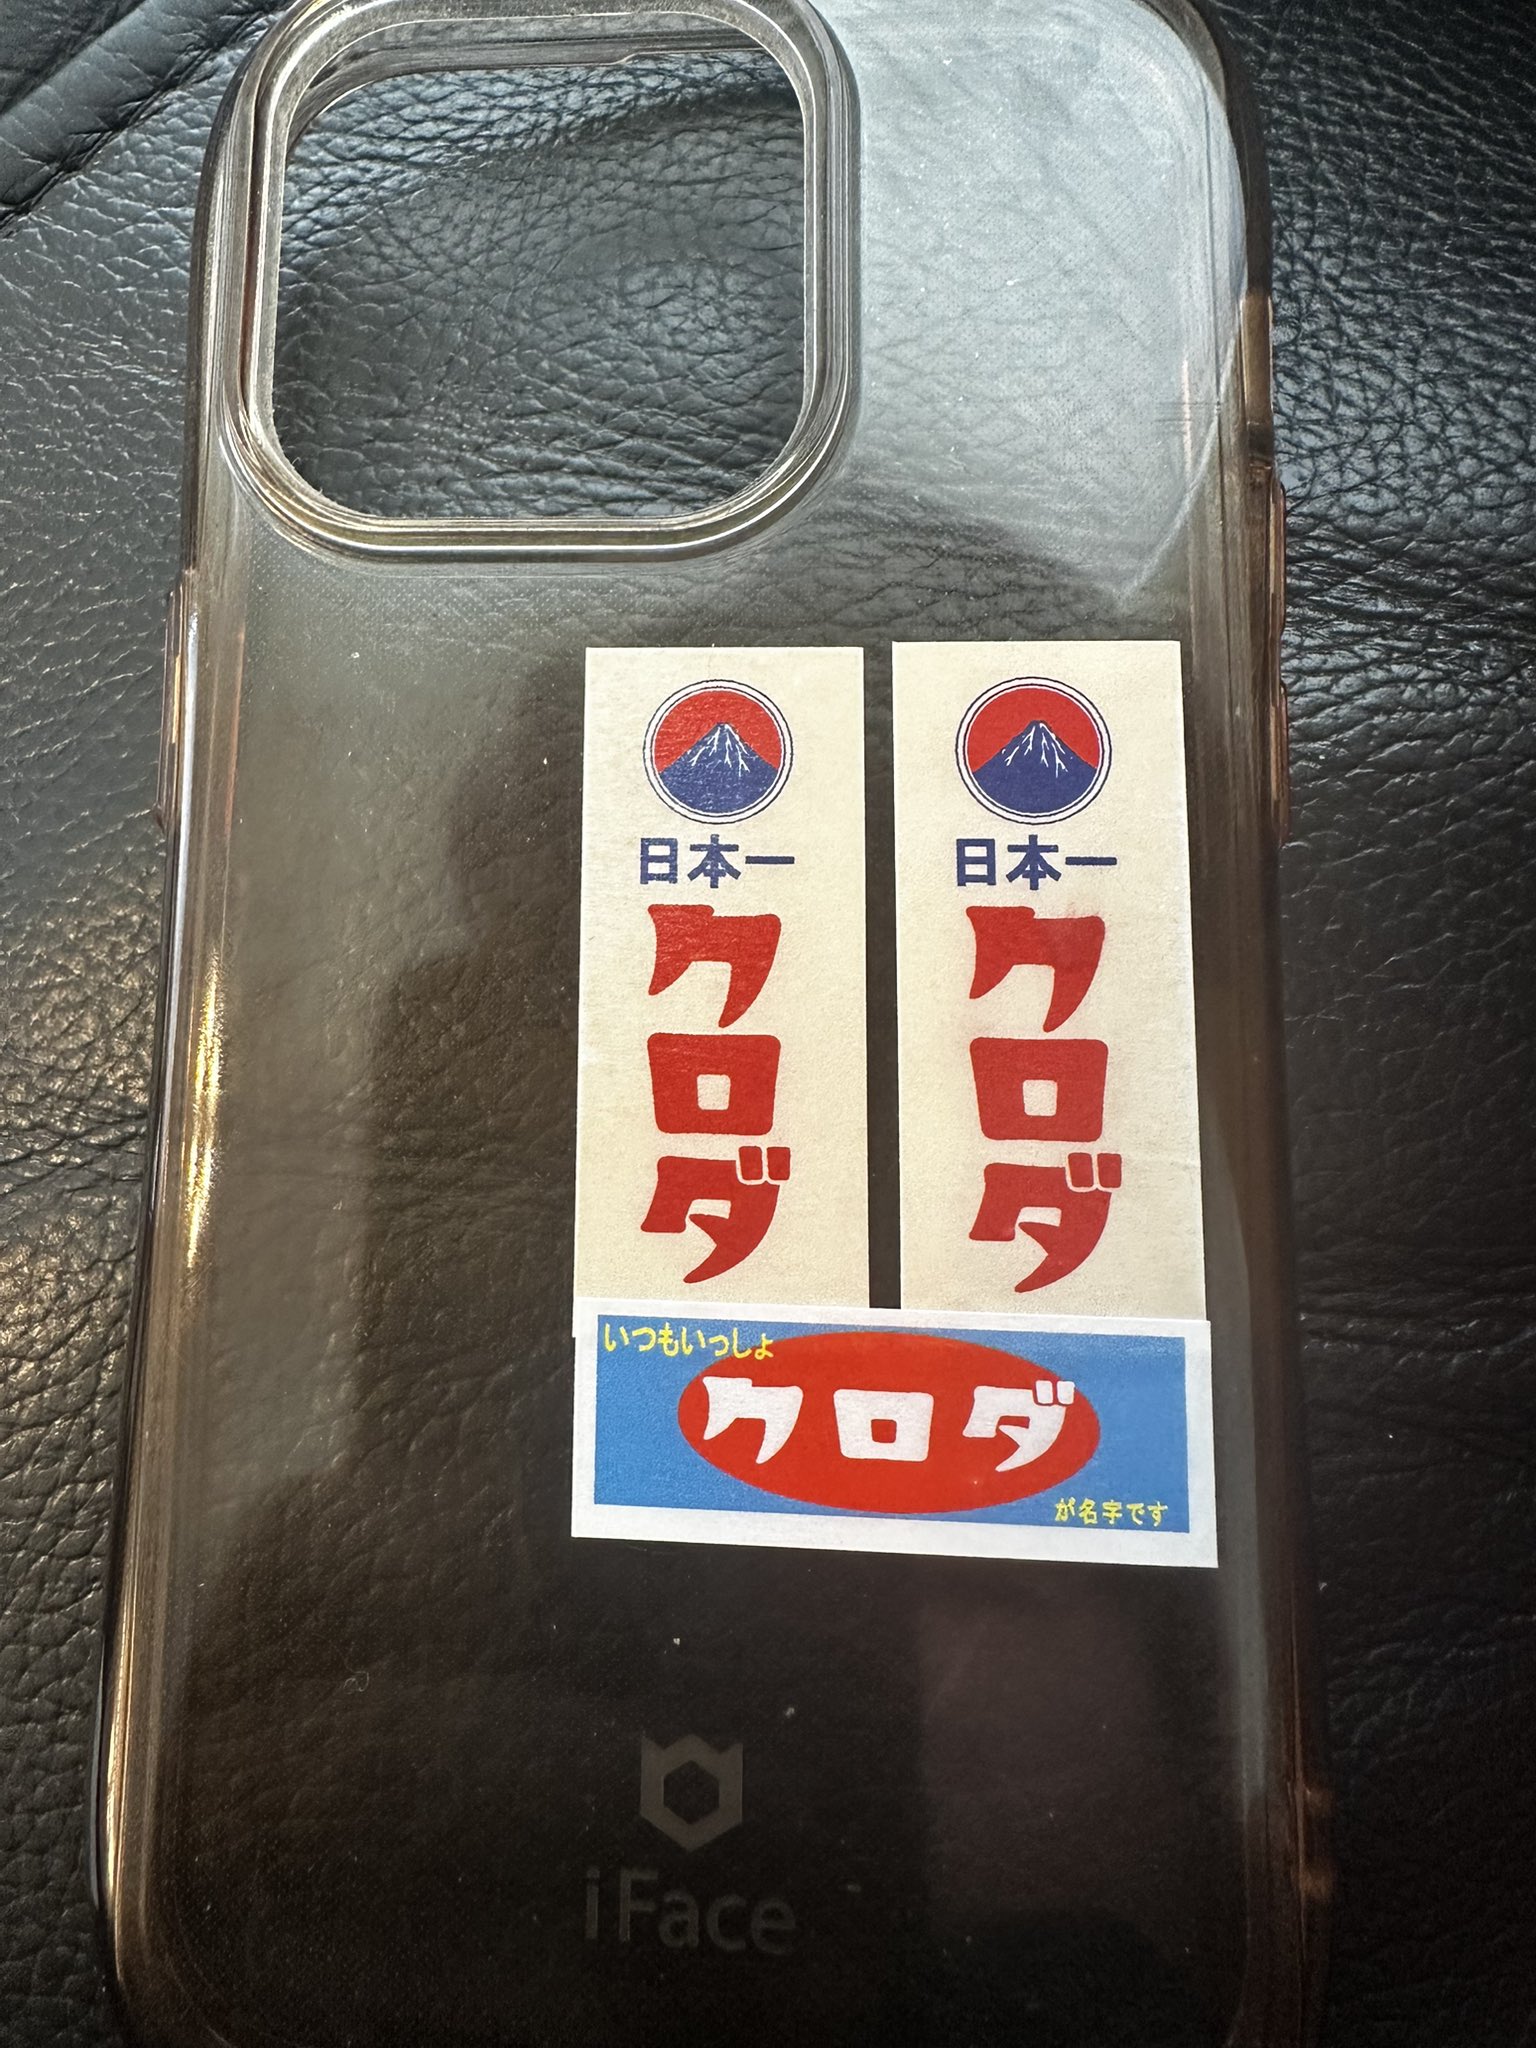 日本一
クロダ
日本一
クロダ
いつもいっしょ
クロダ
が名字です
iFace